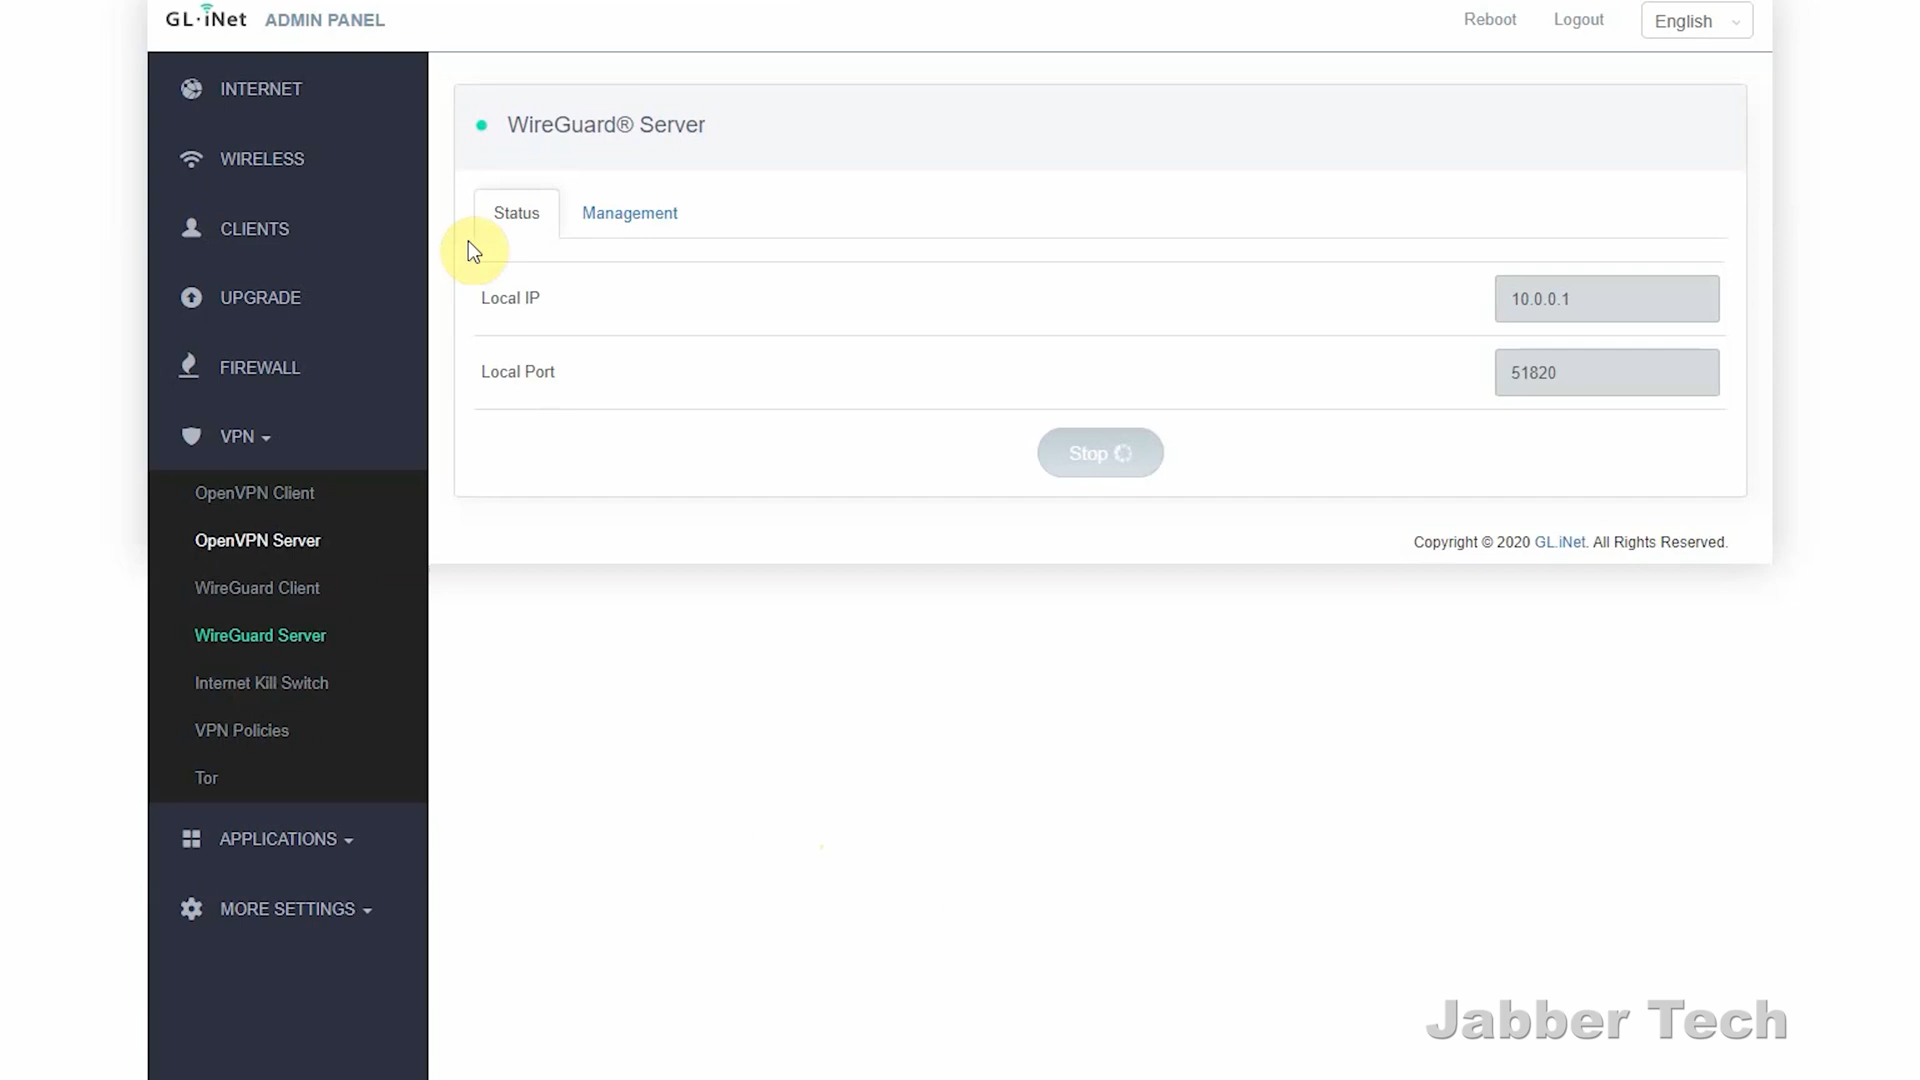 GL·iNet ADMIN PANEL
Reboot
Logout
English
INTERNET
WIRELESS
CLIENTS
UPGRADE
FIREWALL
VPN
OpenVPN Client
OpenVPN Server
WireGuard Client
WireGuard Server
Internet Kill Switch
VPN Policies
Tor
APPLICATIONS
MORE SETTINGS
WireGuard® Server
Status
Management
Local IP
10.0.0.1
Local Port
51820
Stop
Copyright © 2020 GL.iNet. All Rights Reserved.
Jabber Tech